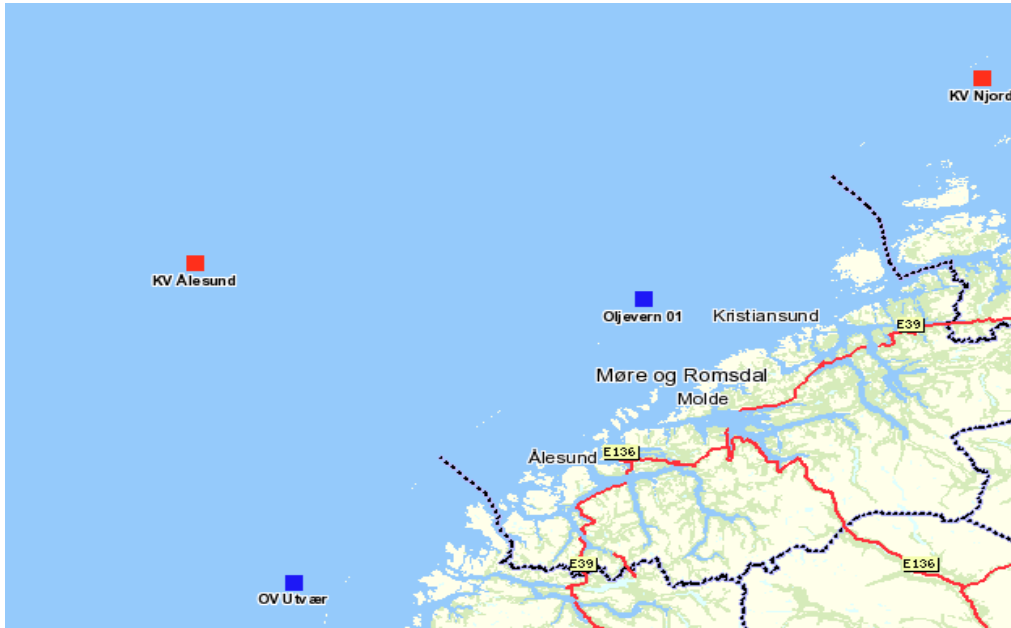 KV Njord
KV Ålesund
Oljevern 01
Kristiansund
E39
Møre og Romsdal
Molde
Ålesund
E136
E39
E136
OV Utvær